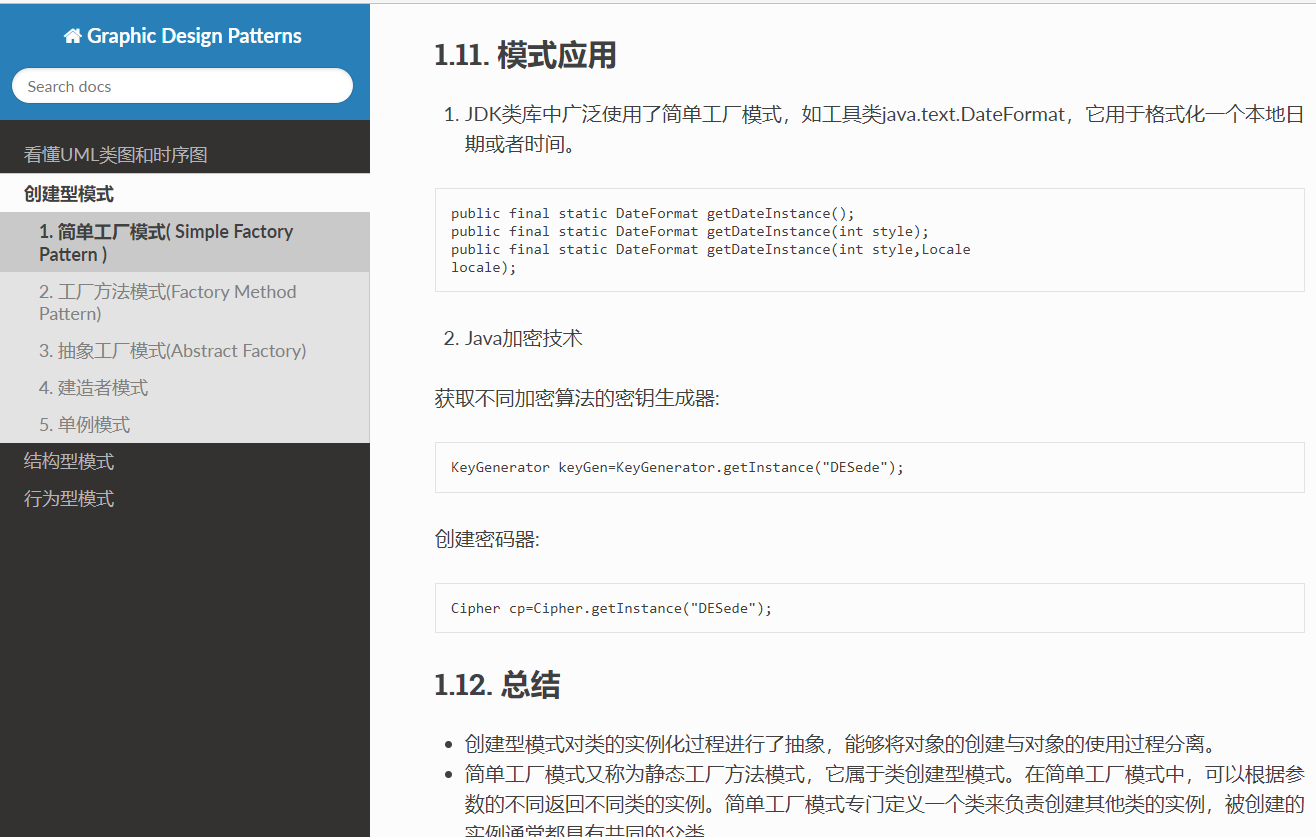 Graphic Design Patterns
Search docs
看懂UML类图和时序图
创建型模式
1. 简单工厂模式( Simple Factory
Pattern )
2. 工厂方法模式(Factory Method
Pattern)
3. 抽象工厂模式(Abstract Factory)
4. 建造者模式
5. 单例模式
结构型模式
行为型模式
1.11. 模式应用
1. JDK类库中广泛使用了简单工厂模式，如工具类java.text.DateFormat，它用于格式化一个本地日
期或者时间。
public final static DateFormat getDateInstance();
public final static DateFormat getDateInstance(int style);
public final static DateFormat getDateInstance(int style,Locale
locale);
2. Java加密技术
获取不同加密算法的密钥生成器:
KeyGenerator keyGen=KeyGenerator.getInstance("DESede");
创建密码器:
Cipher cp=Cipher.getInstance("DESede");
1.12. 总结
• 创建型模式对类的实例化过程进行了抽象，能够将对象的创建与对象的使用过程分离。
• 简单工厂模式又称为静态工厂方法模式，它属于类创建型模式。在简单工厂模式中，可以根据参
数的不同返回不同类的实例。简单工厂模式专门定义一个类来负责创建其他类的实例，被创建的
实例通常都具有共同的父类